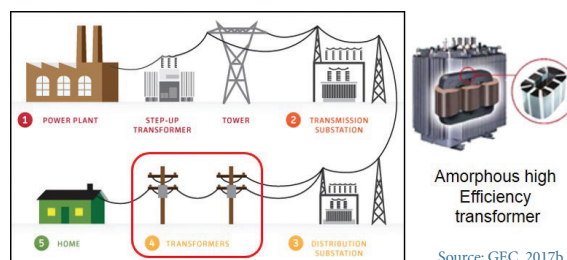 1 POWER PLANT
STEP-UP
TRANSFORMER
TOWER
2 TRANSMISSION
SUBSTATION
5 HOME
4 TRANSFORMERS
3 DISTRIBUTION
SUBSTATION
Amorphous high
Efficiency
transformer
Source: GEC, 2017b